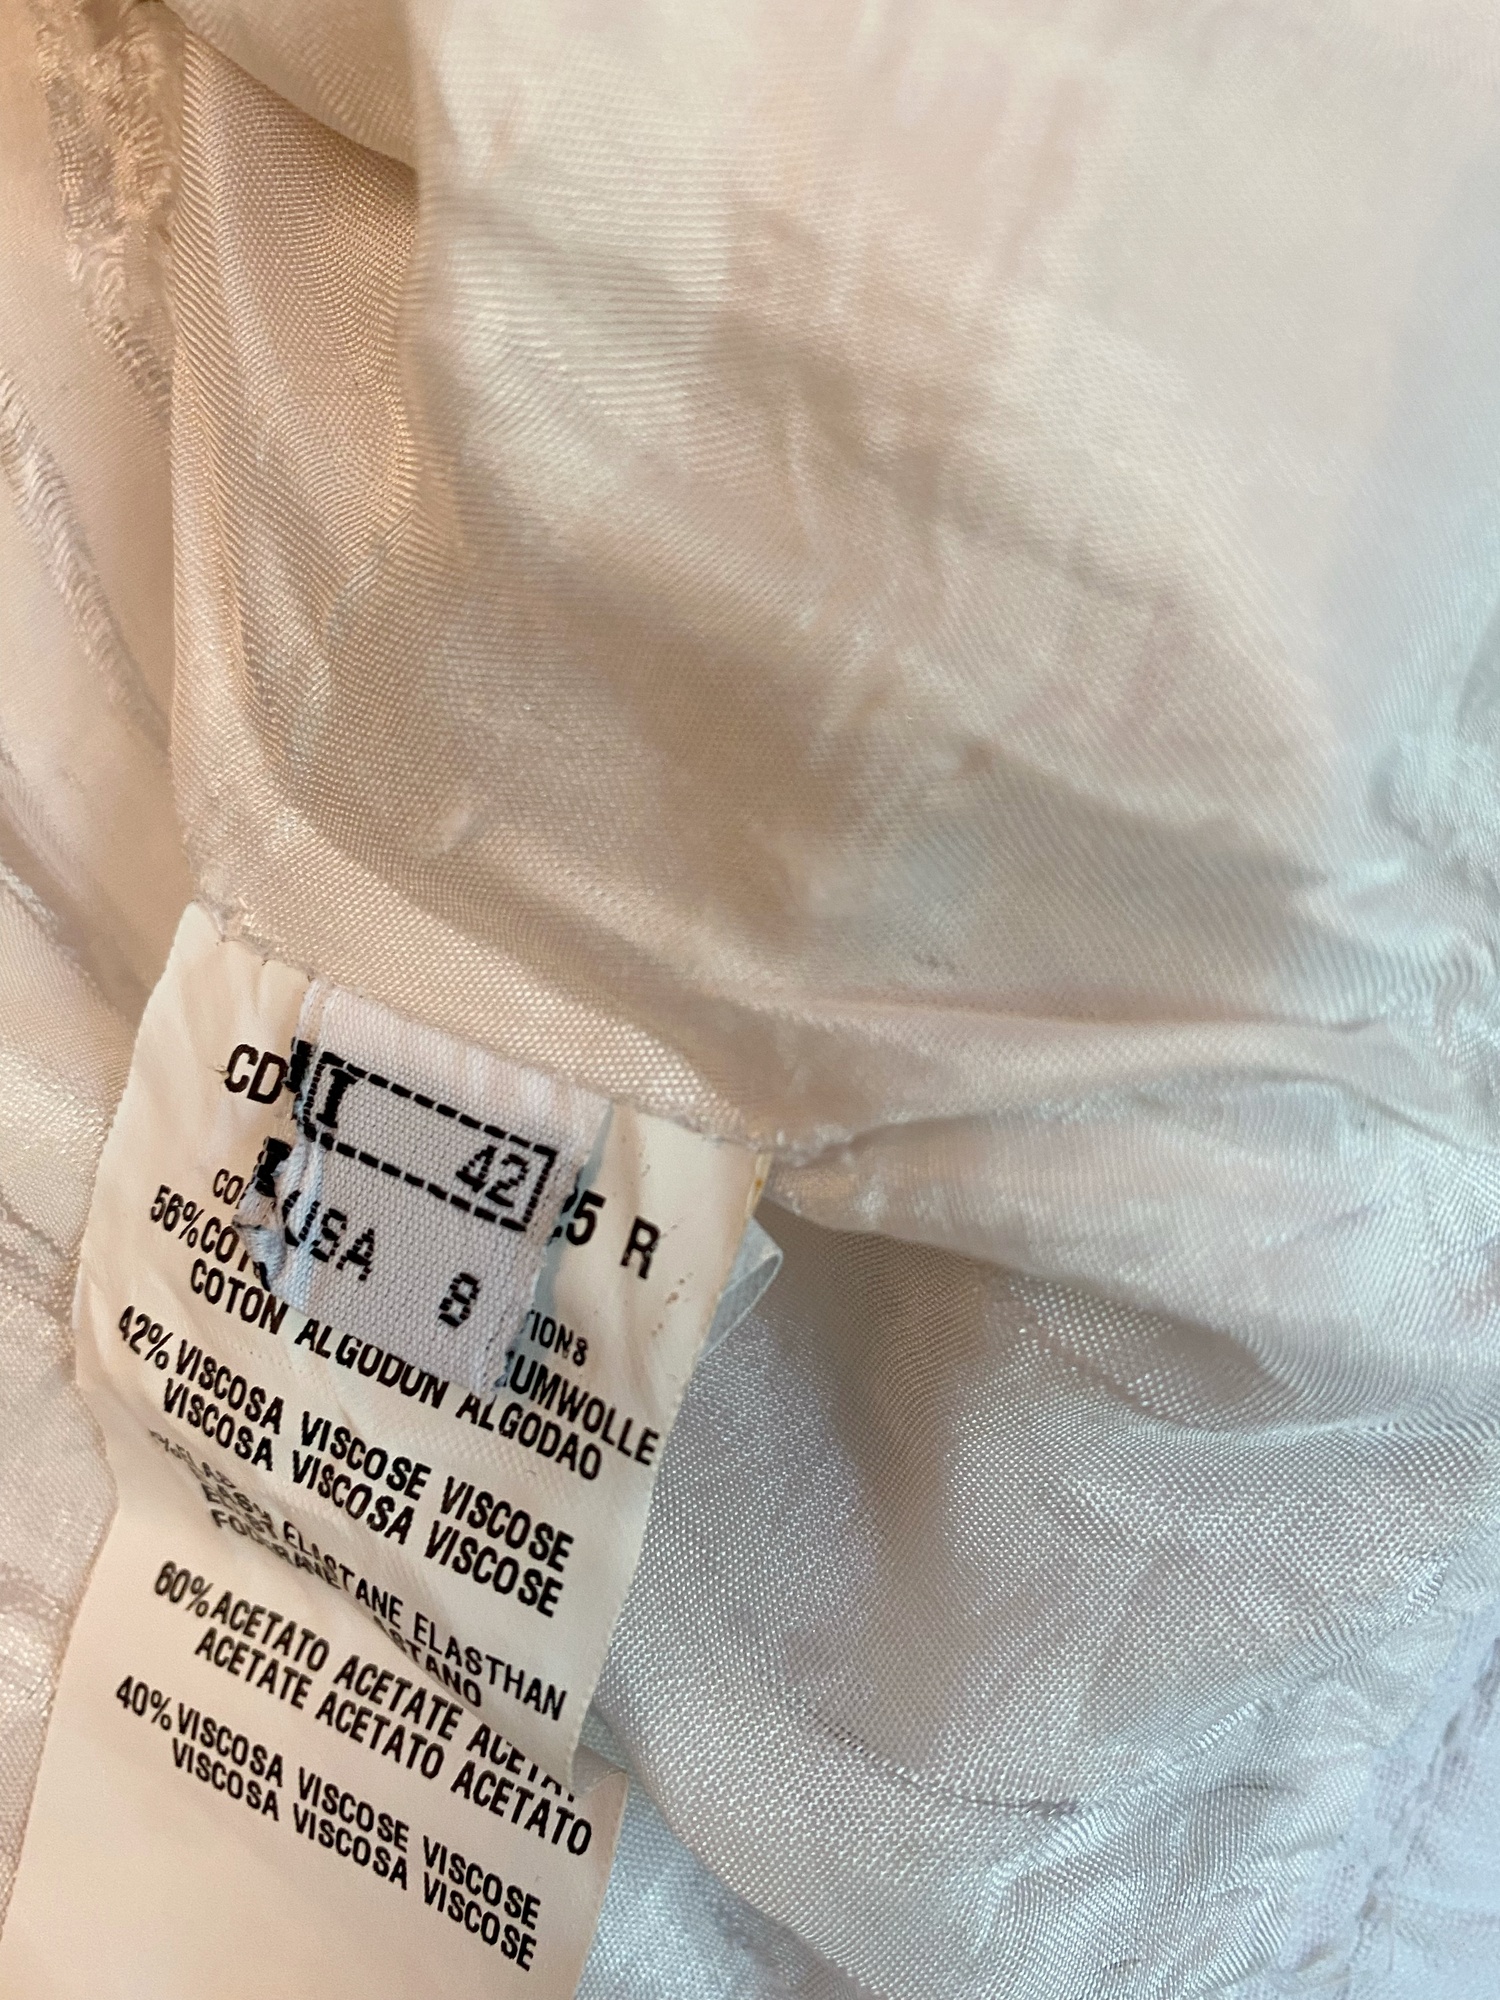 CD
I 42
25 R
USA 8
56%COT
UMWOLLE
COTON ALGODON ALGODAO
42%VISCOSA VISCOSE VISCOSE
VISCOSA VISCOSA VISCOSE
ELASTANE ELASTHAN
60%ACETATO ACETATE ACETA
ACETATE ACETATO ACETATO
40%VISCOSA VISCOSE VISCOSE
VISCOSA VISCOSA VISCOSE